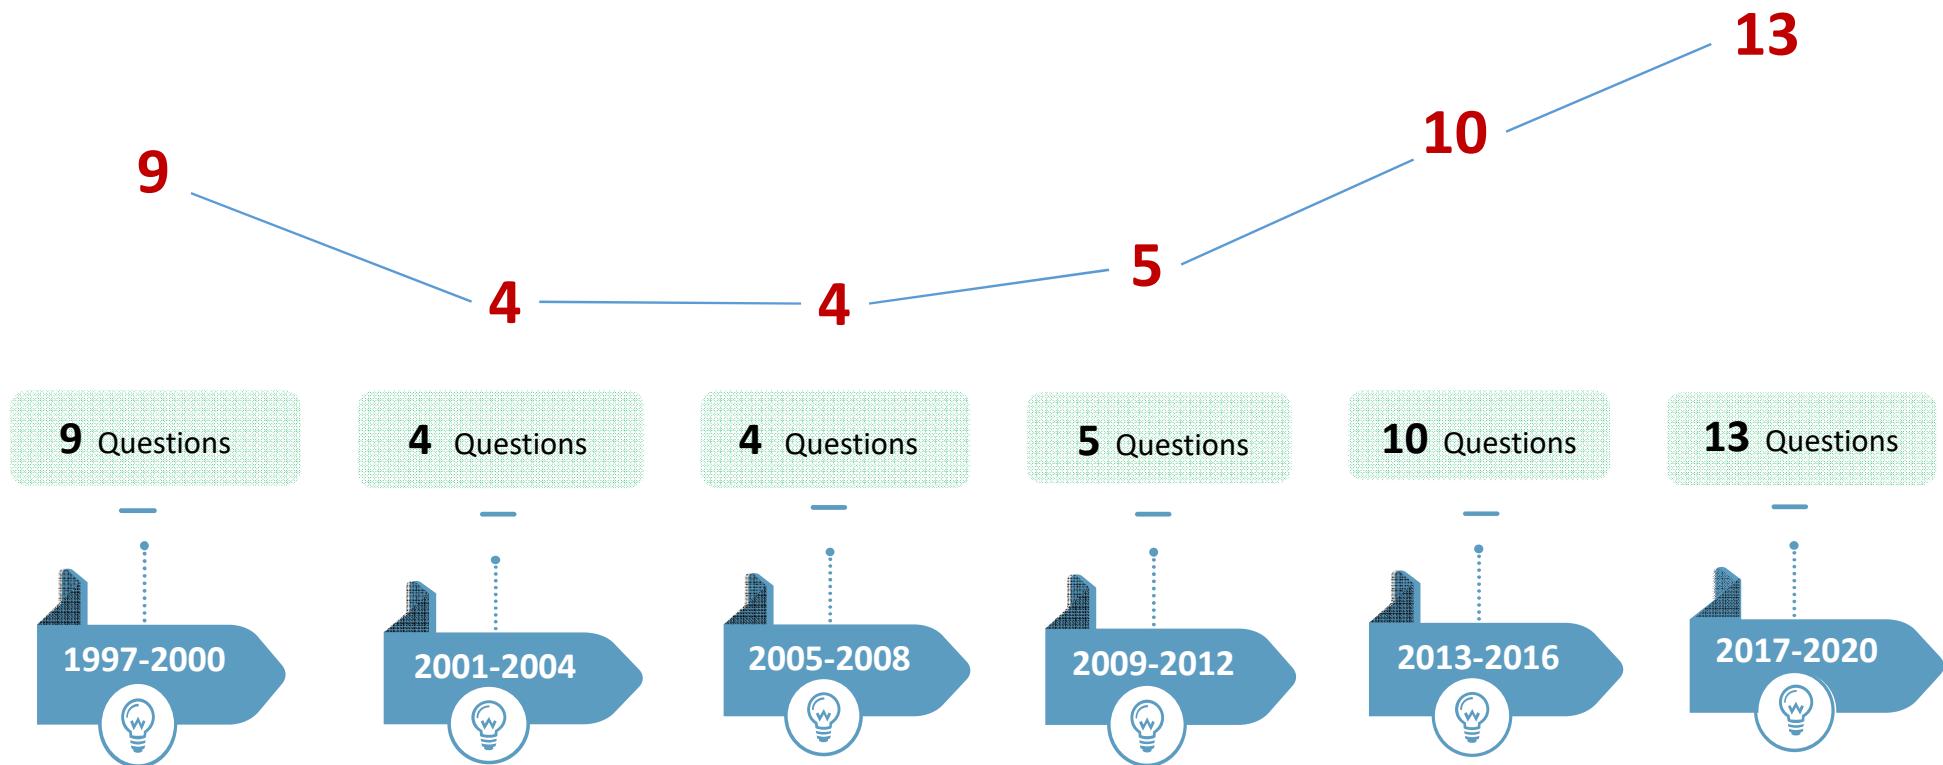 13
10
9
5
4
4
9 Questions
4 Questions
4 Questions
5 Questions
10 Questions
13 Questions
1997-2000
2001-2004
2005-2008
2009-2012
2013-2016
2017-2020